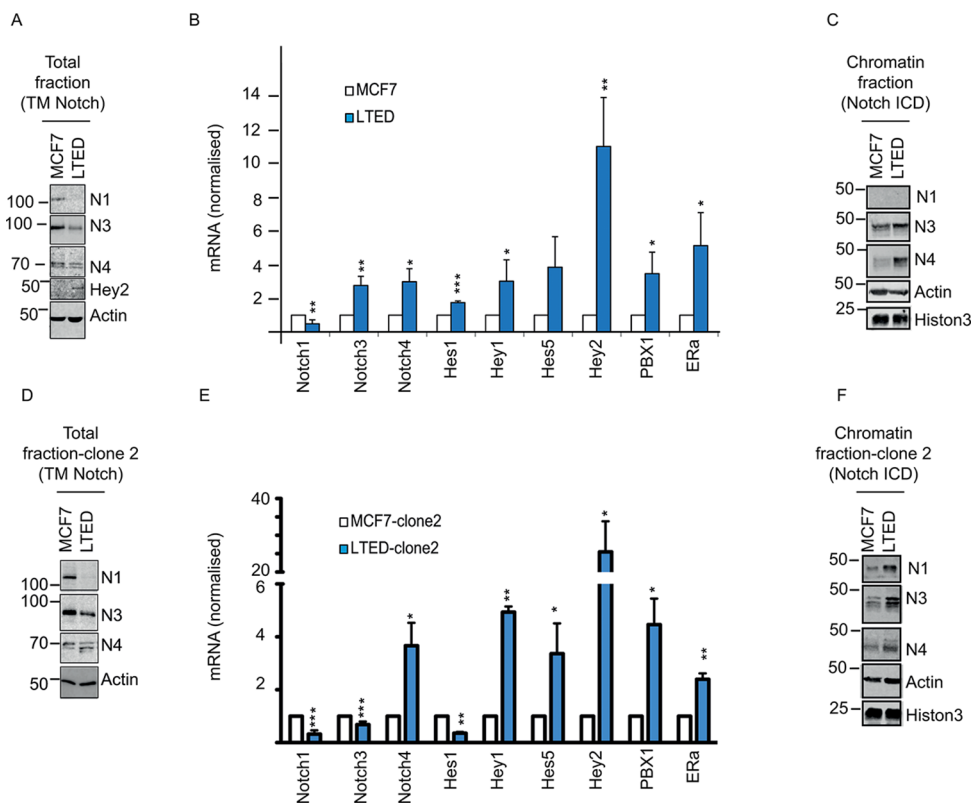 A
Total
fraction
(TM Notch)
MCF7
LTED
100
N1
100
N3
70
N4
50
Hey2
50
Actin
B
mRNA (normalised)
14
12
10
8
6
4
2
MCF7
LTED
**
**
*
***
*
**
*
*
Notch1
Notch3
Notch4
Hes1
Hey1
Hes5
Hey2
PBX1
ERa
C
Chromatin
fraction
(Notch ICD)
MCF7
LTED
50
N1
50
N3
50
N4
50
Actin
25
Histon3
D
Total
fraction-clone 2
(TM Notch)
MCF7
LTED
100
N1
100
N3
70
N4
50
Actin
E
mRNA (normalised)
40
20
6
4
2
MCF7-clone2
LTED-clone2
***
***
*
**
**
*
*
*
**
Notch1
Notch3
Notch4
Hes1
Hey1
Hes5
Hey2
PBX1
ERa
F
Chromatin
fraction-clone 2
(Notch ICD)
MCF7
LTED
50
N1
50
N3
50
N4
50
Actin
25
Histon3